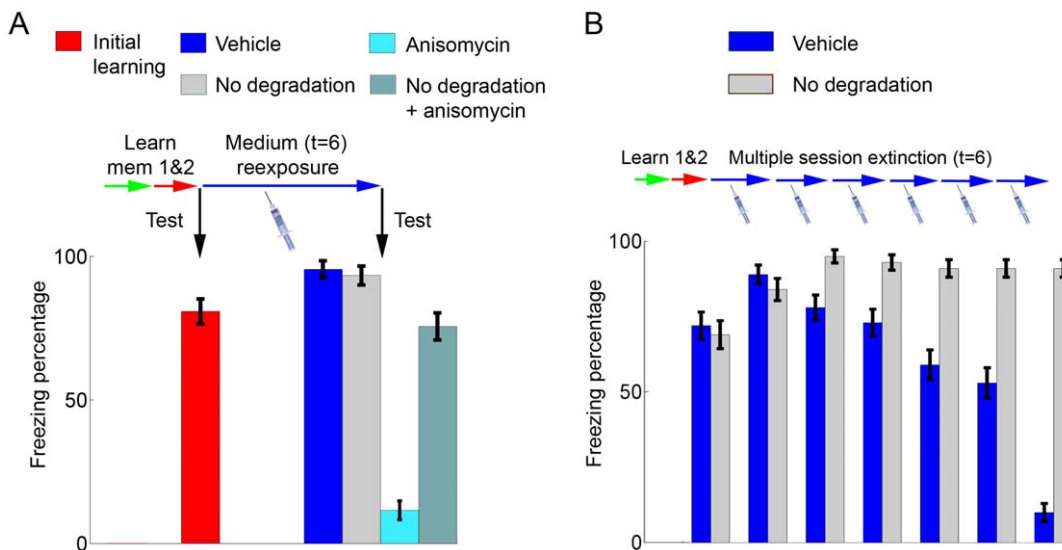 A
Initial
learning
Vehicle
Anisomycin
No degradation
No degradation
+ anisomycin
Learn
mem 1&2
Medium (t=6)
reexposure
Test
Test
100
50
0
Freezing percentage
B
Vehicle
No degradation
Learn 1&2
Multiple session extinction (t=6)
100
50
0
Freezing percentage